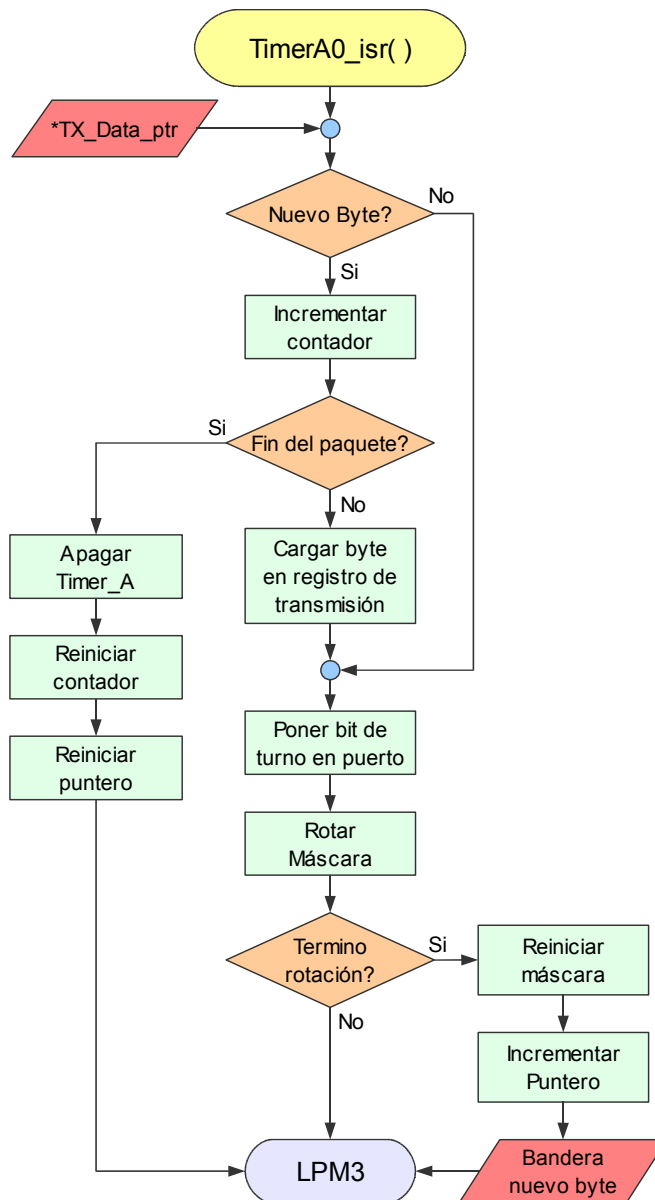 TimerA0_isr( )
*TX_Data_ptr
Nuevo Byte?
No
Si
Incrementar
contador
Si
Fin del paquete?
No
Apagar
Timer_A
Cargar byte
en registro de
transmisión
Reiniciar
contador
Reiniciar
puntero
Poner bit de
turno en puerto
Rotar
Máscara
Termino
rotación?
Si
No
Reiniciar
máscara
Incrementar
Puntero
LPM3
Bandera
nuevo byte